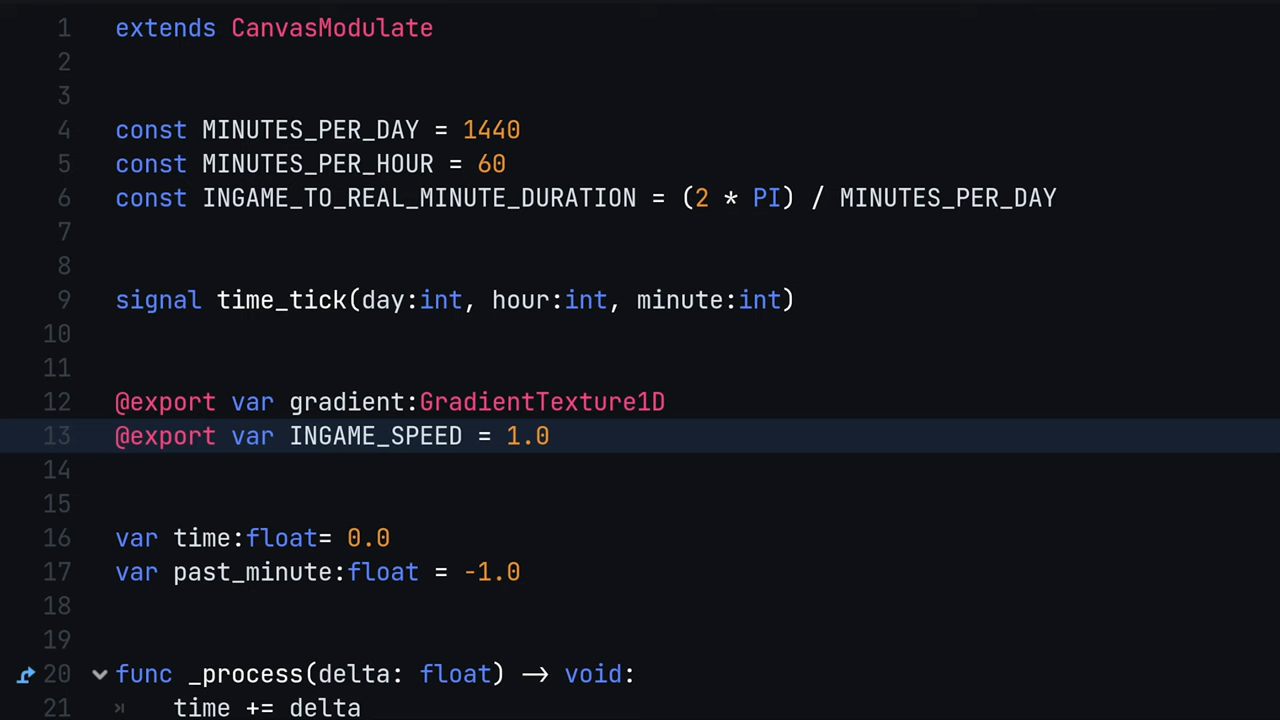 1 extends CanvasModulate
2
3
4 const MINUTES_PER_DAY = 1440
5 const MINUTES_PER_HOUR = 60
6 const INGAME_TO_REAL_MINUTE_DURATION = (2 * PI) / MINUTES_PER_DAY
7
8
9 signal time_tick(day:int, hour:int, minute:int)
10
11
12 @export var gradient:GradientTexture1D
13 @export var INGAME_SPEED = 1.0
14
15
16 var time:float= 0.0
17 var past_minute:float = -1.0
18
19
20 func _process(delta: float) -> void:
21 time += delta